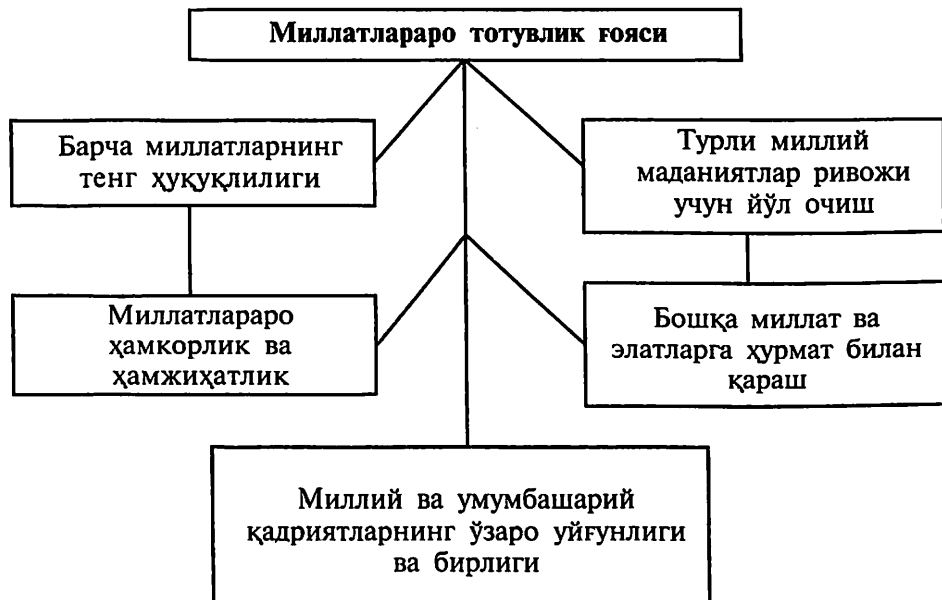 Миллатлараро тотувлик ғояси
Барча миллатларнинг
тенг ҳуқуқлилиги
Турли миллий
маданиятлар ривожи
учун йўл очиш
Миллатлараро
ҳамкорлик ва
ҳамжиҳатлик
Бошқа миллат ва
элатларга ҳурмат билан
қараш
Миллий ва умумбашарий
қадриятларнинг ўзаро уйғунлиги
ва бирлиги